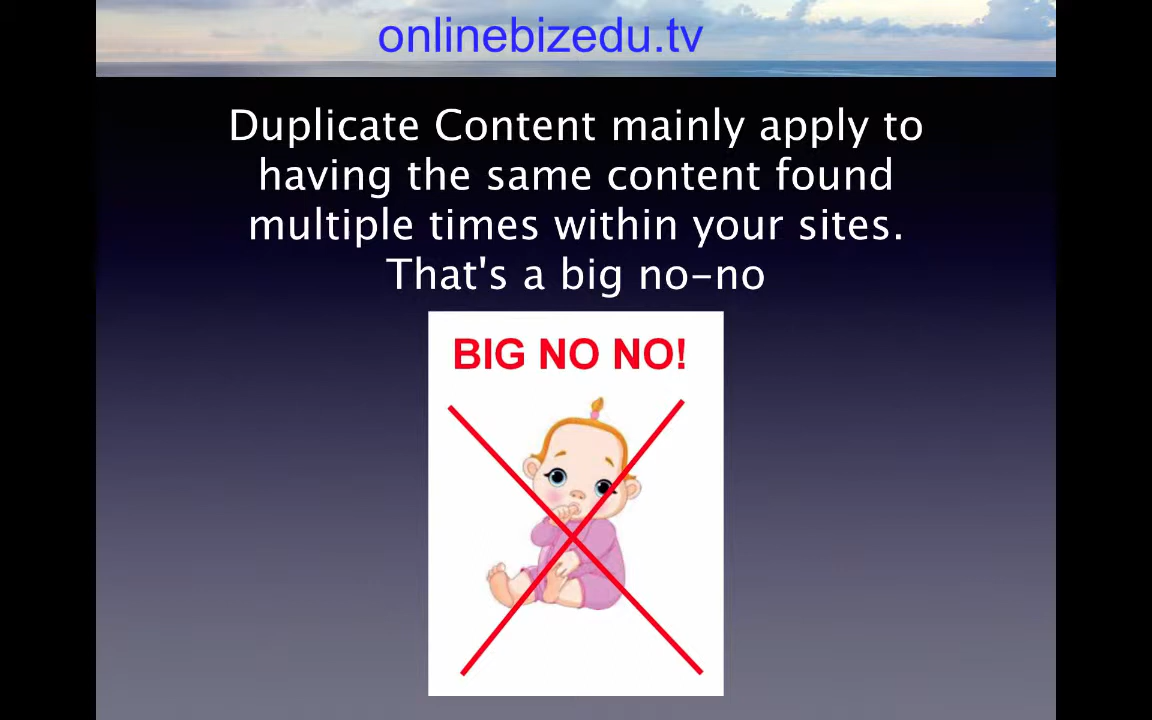 onlinebizedu.tv
Duplicate Content mainly apply to
having the same content found
multiple times within your sites.
That's a big no-no
BIG NO NO!